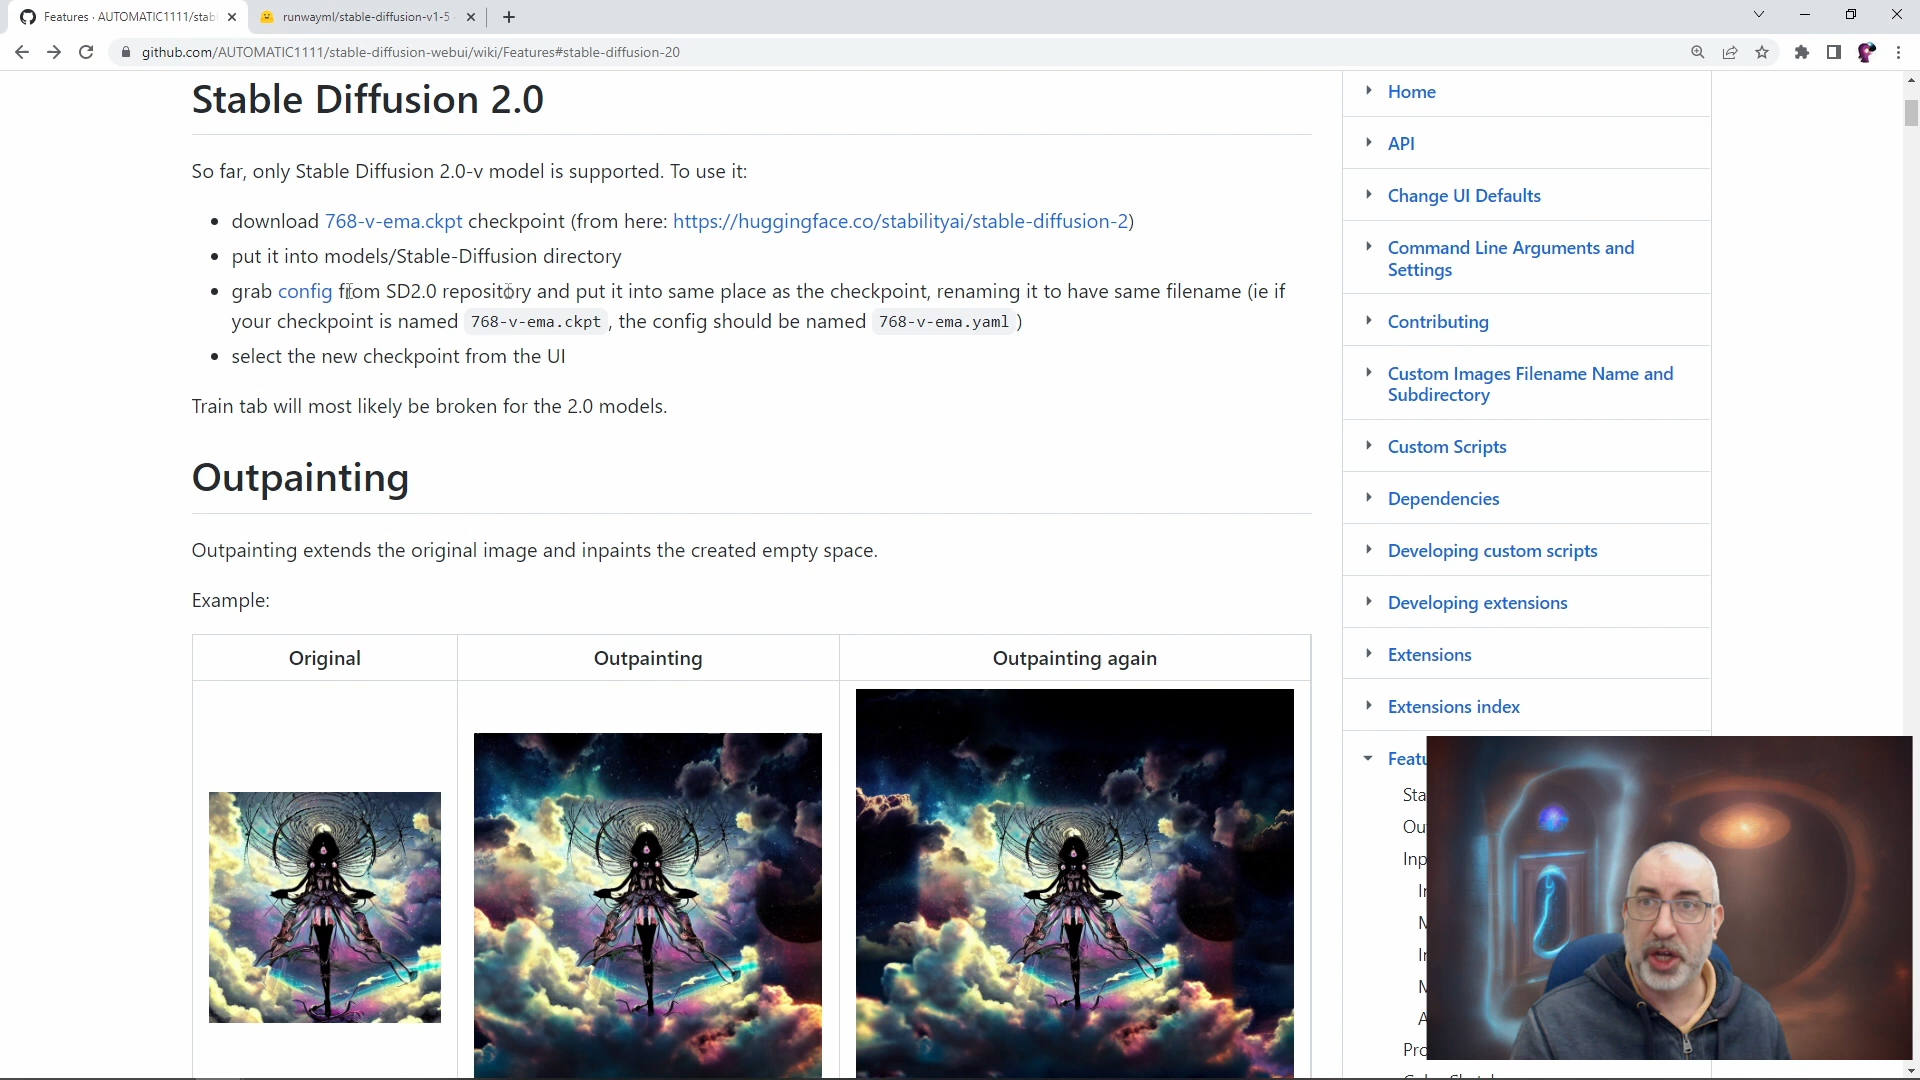 Features · AUTOMATIC1111/stabl
runwayml/stable-diffusion-v1-5
github.com/AUTOMATIC1111/stable-diffusion-webui/wiki/Features#stable-diffusion-20
Stable Diffusion 2.0
So far, only Stable Diffusion 2.0-v model is supported. To use it:
download 768-v-ema.ckpt checkpoint (from here: https://huggingface.co/stabilityai/stable-diffusion-2)
put it into models/Stable-Diffusion directory
grab config from SD2.0 repository and put it into same place as the checkpoint, renaming it to have same filename (ie if
your checkpoint is named 768-v-ema.ckpt , the config should be named 768-v-ema.yaml )
select the new checkpoint from the UI
Train tab will most likely be broken for the 2.0 models.
Outpainting
Outpainting extends the original image and inpaints the created empty space.
Example:
Original Outpainting Outpainting again
Home
API
Change UI Defaults
Command Line Arguments and
Settings
Contributing
Custom Images Filename Name and
Subdirectory
Custom Scripts
Dependencies
Developing custom scripts
Developing extensions
Extensions
Extensions index
Featu
Sta
Ou
Inp
In
M
In
M
A
Pro